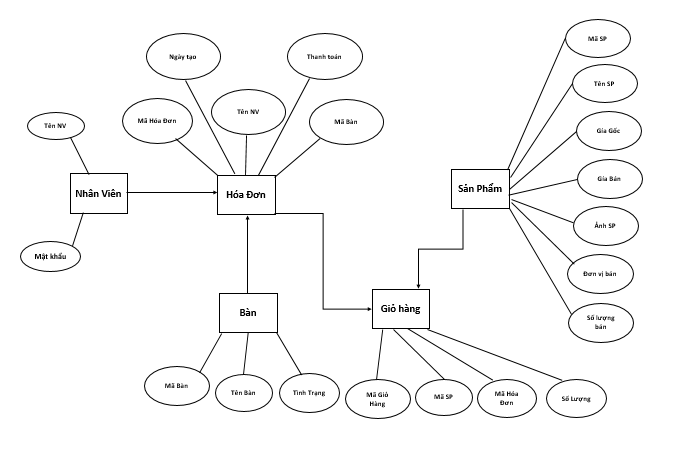 Mã SP
Ngày tạo
Thanh toán
Tên SP
Tên NV
Mã Hóa Đơn
Mã Bàn
Tên NV
Gía Gốc
Nhân Viên
Hóa Đơn
Sản Phẩm
Gía Bán
Ảnh SP
Mật khẩu
Đơn vị bán
Bàn
Giỏ hàng
Số lượng
bán
Mã Bàn
Tên Bàn
Tình Trạng
Mã Giỏ
Hàng
Mã SP
Mã Hóa
Đơn
Số Lượng